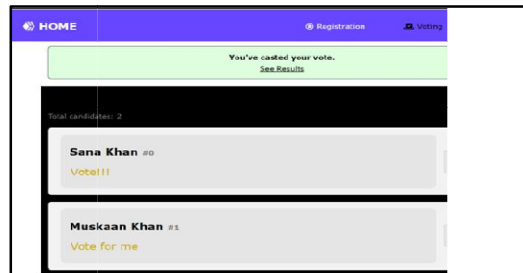 HOME Registration Voting
You've casted your vote.
See Results
Total candidates: 2
Sana Khan #0
Vote!!!
Muskaan Khan #1
Vote for me